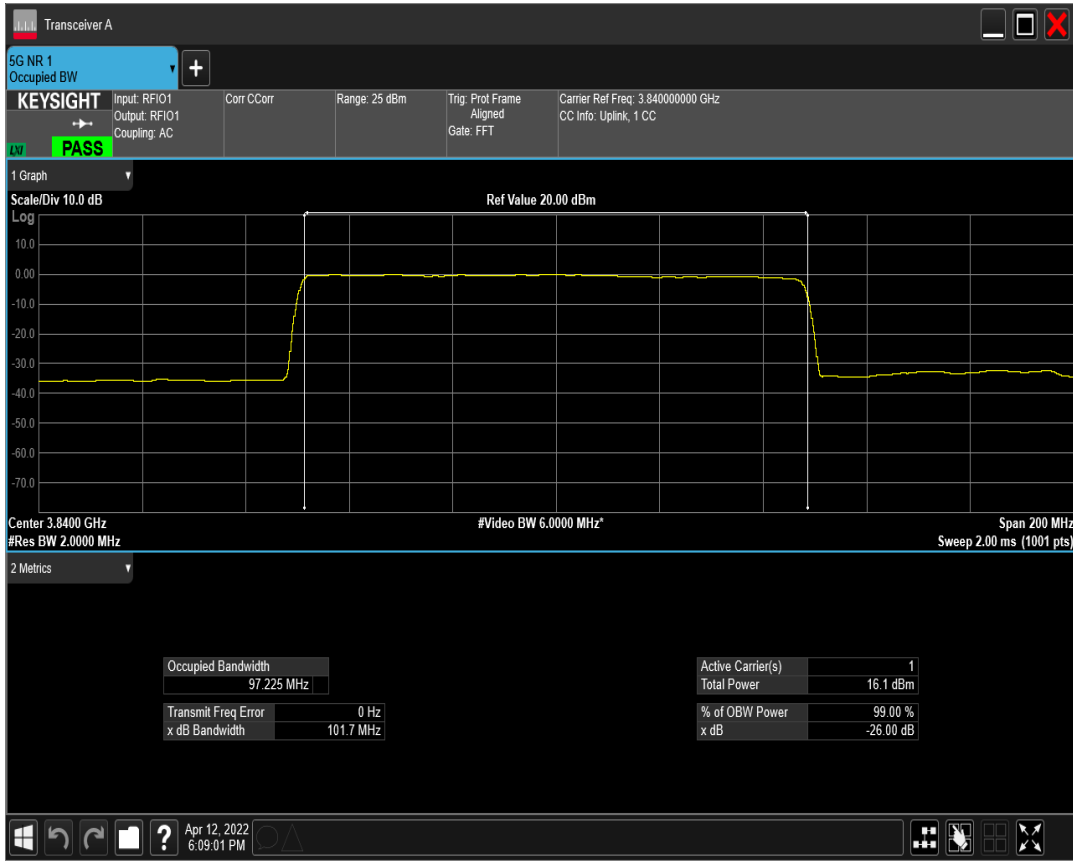 Transceiver A
5G NR 1
Occupied BW
+
KEYSIGHT
LXI
PASS
Input: RFIO1
Output: RFIO1
Coupling: AC
Corr CCorr
Range: 25 dBm
Trig: Prot Frame
Aligned
Gate: FFT
Carrier Ref Freq: 3.840000000 GHz
CC Info: Uplink, 1 CC
1 Graph
Scale/Div 10.0 dB
Ref Value 20.00 dBm
Log
10.0
0.00
-10.0
-20.0
-30.0
-40.0
-50.0
-60.0
-70.0
Center 3.8400 GHz
#Video BW 6.0000 MHz*
Span 200 MHz
#Res BW 2.0000 MHz
Sweep 2.00 ms (1001 pts)
2 Metrics
Occupied Bandwidth
97.225 MHz
Transmit Freq Error 0 Hz
x dB Bandwidth 101.7 MHz
Active Carrier(s) 1
Total Power 16.1 dBm
% of OBW Power 99.00 %
x dB -26.00 dB
?
Apr 12, 2022
6:09:01 PM